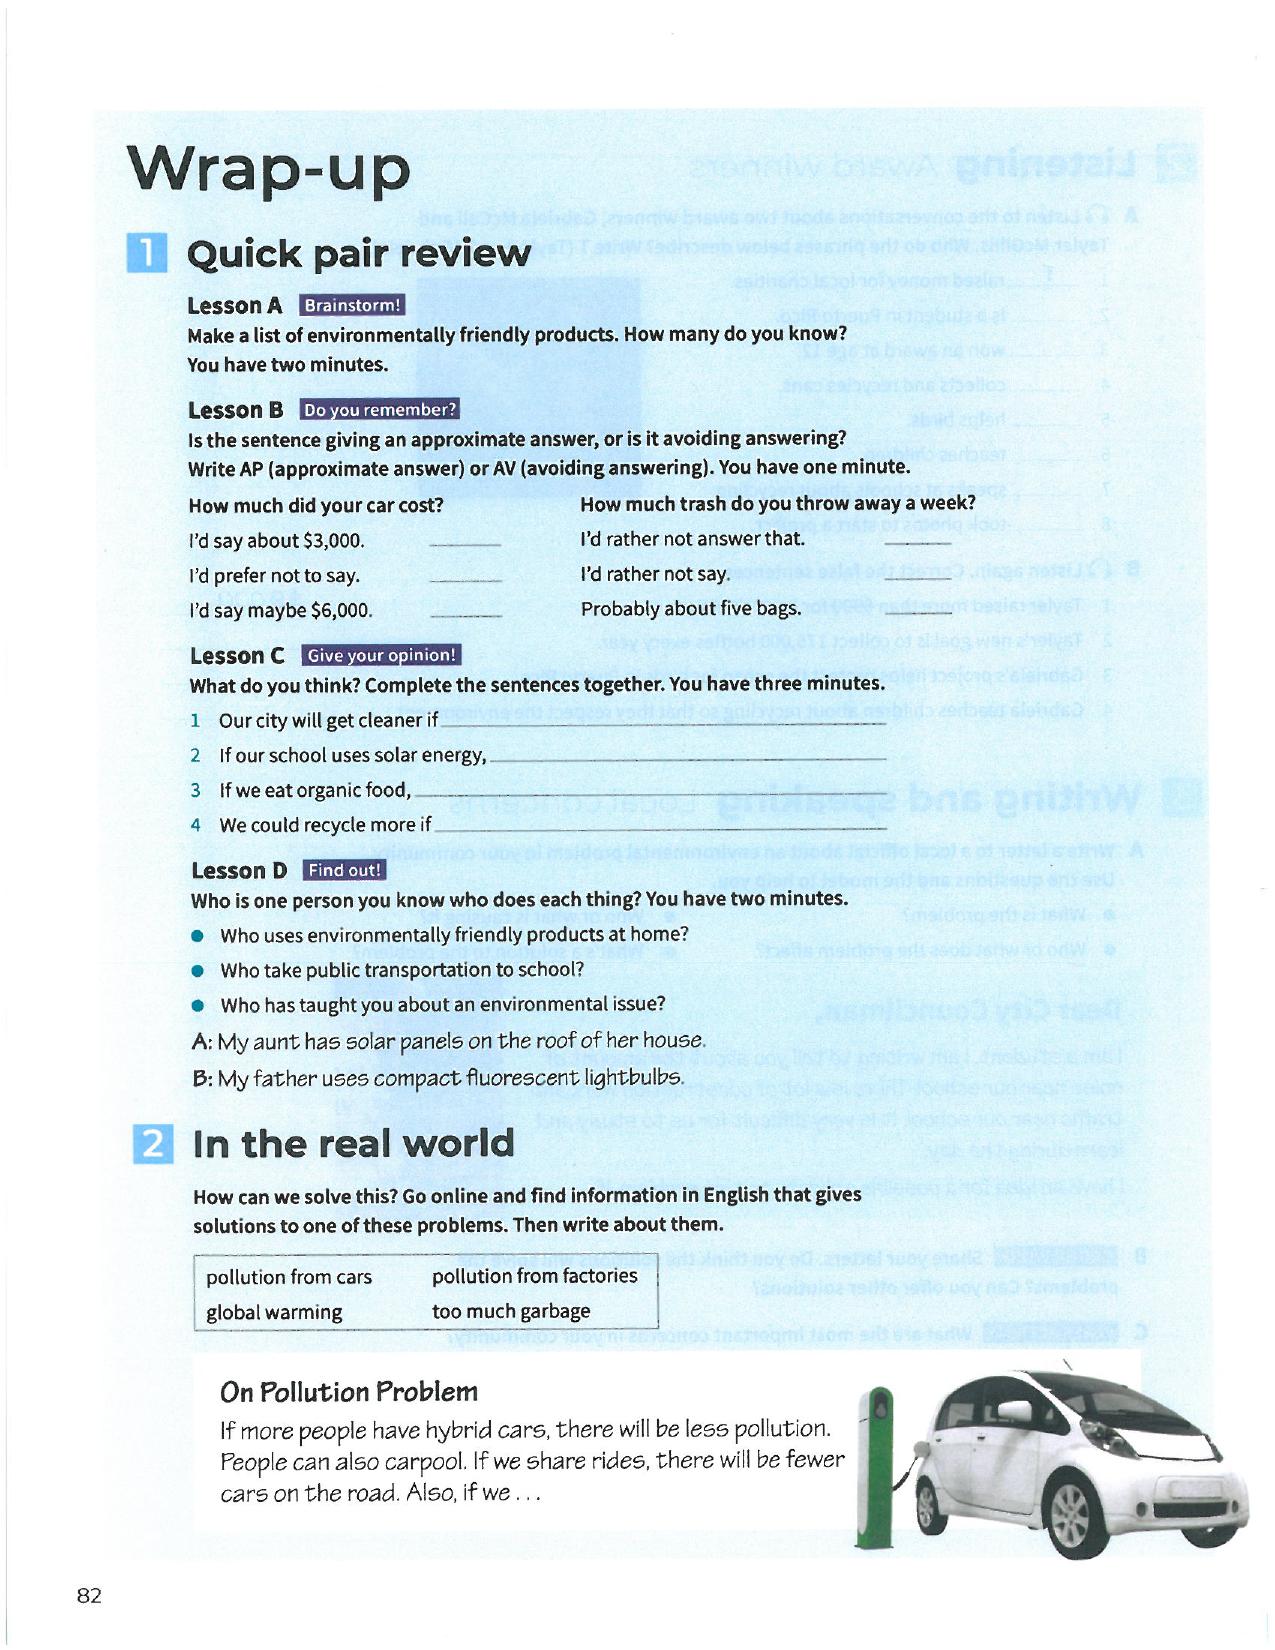 Wrap-up
1 Quick pair review
Lesson A Brainstorm!
Make a list of environmentally friendly products. How many do you know?
You have two minutes.
Lesson B Do you remember?
Is the sentence giving an approximate answer, or is it avoiding answering?
Write AP (approximate answer) or AV (avoiding answering). You have one minute.
How much did your car cost?
I'd say about $3,000. ______
I'd prefer not to say. ______
I'd say maybe $6,000. ______
How much trash do you throw away a week?
I'd rather not answer that. ______
I'd rather not say. ______
Probably about five bags. ______
Lesson C Give your opinion!
What do you think? Complete the sentences together. You have three minutes.
1 Our city will get cleaner if ______
2 If our school uses solar energy, ______
3 If we eat organic food, ______
4 We could recycle more if ______
Lesson D Find out!
Who is one person you know who does each thing? You have two minutes.
● Who uses environmentally friendly products at home?
● Who take public transportation to school?
● Who has taught you about an environmental issue?
A: My aunt has solar panels on the roof of her house.
B: My father uses compact fluorescent lightbulbs.
2 In the real world
How can we solve this? Go online and find information in English that gives
solutions to one of these problems. Then write about them.
pollution from cars pollution from factories
global warming too much garbage
On Pollution Problem
If more people have hybrid cars, there will be less pollution.
People can also carpool. If we share rides, there will be fewer
cars on the road. Also, if we . . .
82